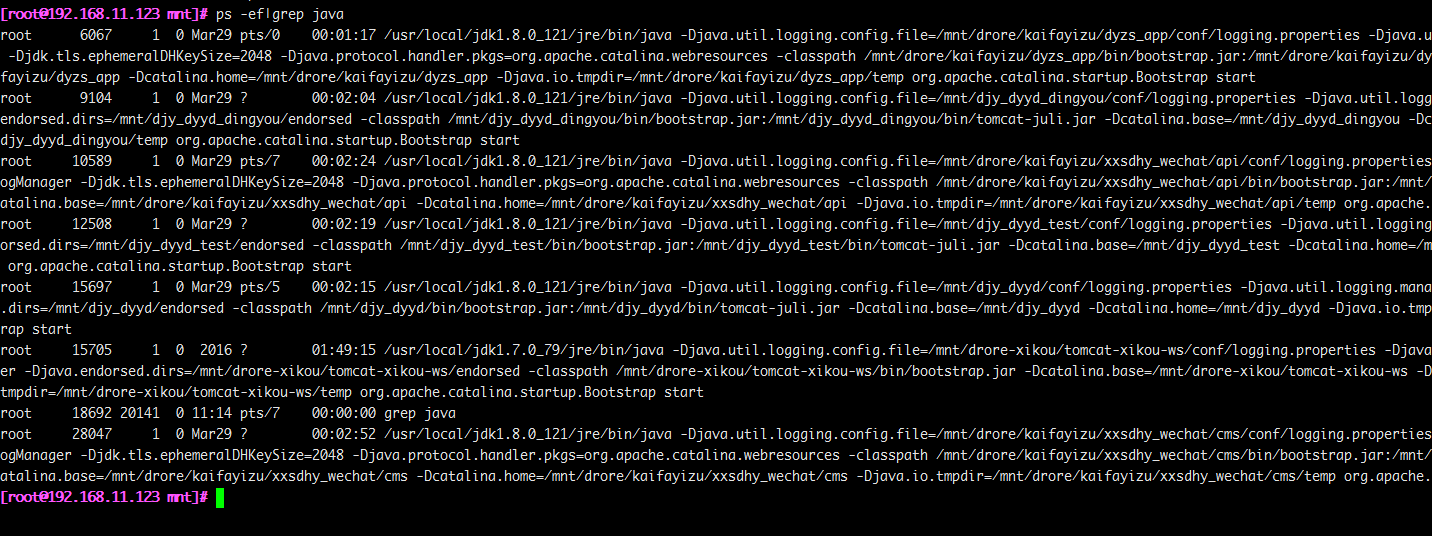 [root@192.168.11.123 mnt]# ps -ef|grep java
root      6067     1  0 Mar29 pts/0    00:01:17 /usr/local/jdk1.8.0_121/jre/bin/java -Djava.util.logging.config.file=/mnt/drore/kaifayizu/dyzs_app/conf/logging.properties -Djava.u
 -Djdk.tls.ephemeralDHKeySize=2048 -Djava.protocol.handler.pkgs=org.apache.catalina.webresources -classpath /mnt/drore/kaifayizu/dyzs_app/bin/bootstrap.jar:/mnt/drore/kaifayizu/dy
fayizu/dyzs_app -Dcatalina.home=/mnt/drore/kaifayizu/dyzs_app -Djava.io.tmpdir=/mnt/drore/kaifayizu/dyzs_app/temp org.apache.catalina.startup.Bootstrap start
root      9104     1  0 Mar29 ?        00:02:04 /usr/local/jdk1.8.0_121/jre/bin/java -Djava.util.logging.config.file=/mnt/djy_dyyd_dingyou/conf/logging.properties -Djava.util.logg
endorsed.dirs=/mnt/djy_dyyd_dingyou/endorsed -classpath /mnt/djy_dyyd_dingyou/bin/bootstrap.jar:/mnt/djy_dyyd_dingyou/bin/tomcat-juli.jar -Dcatalina.base=/mnt/djy_dyyd_dingyou -Dc
djy_dyyd_dingyou/temp org.apache.catalina.startup.Bootstrap start
root     10589     1  0 Mar29 pts/7    00:02:24 /usr/local/jdk1.8.0_121/jre/bin/java -Djava.util.logging.config.file=/mnt/drore/kaifayizu/xxsdhy_wechat/api/conf/logging.properties
ogManager -Djdk.tls.ephemeralDHKeySize=2048 -Djava.protocol.handler.pkgs=org.apache.catalina.webresources -classpath /mnt/drore/kaifayizu/xxsdhy_wechat/api/bin/bootstrap.jar:/mnt/
atalina.base=/mnt/drore/kaifayizu/xxsdhy_wechat/api -Dcatalina.home=/mnt/drore/kaifayizu/xxsdhy_wechat/api -Djava.io.tmpdir=/mnt/drore/kaifayizu/xxsdhy_wechat/api/temp org.apache.
root     12508     1  0 Mar29 ?        00:02:19 /usr/local/jdk1.8.0_121/jre/bin/java -Djava.util.logging.config.file=/mnt/djy_dyyd_test/conf/logging.properties -Djava.util.logging
orsed.dirs=/mnt/djy_dyyd_test/endorsed -classpath /mnt/djy_dyyd_test/bin/bootstrap.jar:/mnt/djy_dyyd_test/bin/tomcat-juli.jar -Dcatalina.base=/mnt/djy_dyyd_test -Dcatalina.home=/m
 org.apache.catalina.startup.Bootstrap start
root     15697     1  0 Mar29 pts/5    00:02:15 /usr/local/jdk1.8.0_121/jre/bin/java -Djava.util.logging.config.file=/mnt/djy_dyyd/conf/logging.properties -Djava.util.logging.mana
.dirs=/mnt/djy_dyyd/endorsed -classpath /mnt/djy_dyyd/bin/bootstrap.jar:/mnt/djy_dyyd/bin/tomcat-juli.jar -Dcatalina.base=/mnt/djy_dyyd -Dcatalina.home=/mnt/djy_dyyd -Djava.io.tmp
rap start
root     15705     1  0  2016 ?        01:49:15 /usr/local/jdk1.7.0_79/jre/bin/java -Djava.util.logging.config.file=/mnt/drore-xikou/tomcat-xikou-ws/conf/logging.properties -Djava
er -Djava.endorsed.dirs=/mnt/drore-xikou/tomcat-xikou-ws/endorsed -classpath /mnt/drore-xikou/tomcat-xikou-ws/bin/bootstrap.jar -Dcatalina.base=/mnt/drore-xikou/tomcat-xikou-ws -D
tmpdir=/mnt/drore-xikou/tomcat-xikou-ws/temp org.apache.catalina.startup.Bootstrap start
root     18692 20141  0 11:14 pts/7    00:00:00 grep java
root     28047     1  0 Mar29 ?        00:02:52 /usr/local/jdk1.8.0_121/jre/bin/java -Djava.util.logging.config.file=/mnt/drore/kaifayizu/xxsdhy_wechat/cms/conf/logging.properties
ogManager -Djdk.tls.ephemeralDHKeySize=2048 -Djava.protocol.handler.pkgs=org.apache.catalina.webresources -classpath /mnt/drore/kaifayizu/xxsdhy_wechat/cms/bin/bootstrap.jar:/mnt/
atalina.base=/mnt/drore/kaifayizu/xxsdhy_wechat/cms -Dcatalina.home=/mnt/drore/kaifayizu/xxsdhy_wechat/cms -Djava.io.tmpdir=/mnt/drore/kaifayizu/xxsdhy_wechat/cms/temp org.apache.
[root@192.168.11.123 mnt]#